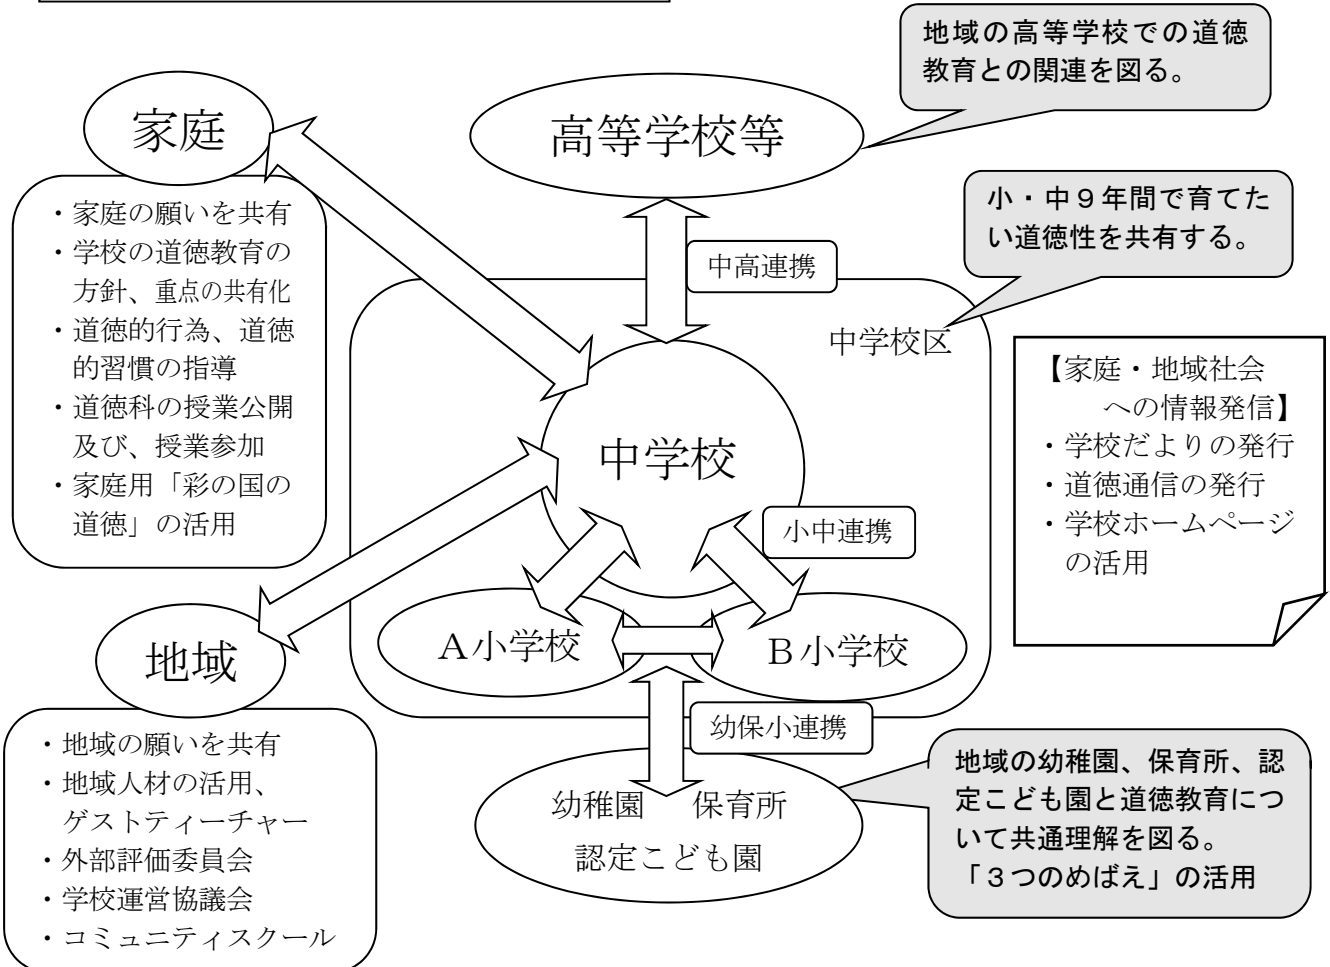 地域の高等学校での道徳
教育との関連を図る。
家庭
高等学校等
・家庭の願いを共有
・学校の道徳教育の
方針、重点の共有化
・道徳的行為、道徳
的習慣の指導
・道徳科の授業公開
及び、授業参加
・家庭用「彩の国の
道徳」の活用
小・中９年間で育てた
い道徳性を共有する。
中高連携
中学校区
中学校
【家庭・地域社会
への情報発信】
・学校だよりの発行
・道徳通信の発行
・学校ホームページ
の活用
小中連携
Ａ小学校
Ｂ小学校
地域
・地域の願いを共有
・地域人材の活用、
ゲストティーチャー
・外部評価委員会
・学校運営協議会
・コミュニティスクール
幼保小連携
幼稚園　保育所
認定こども園
地域の幼稚園、保育所、認
定こども園と道徳教育につ
いて共通理解を図る。
「３つのめばえ」の活用